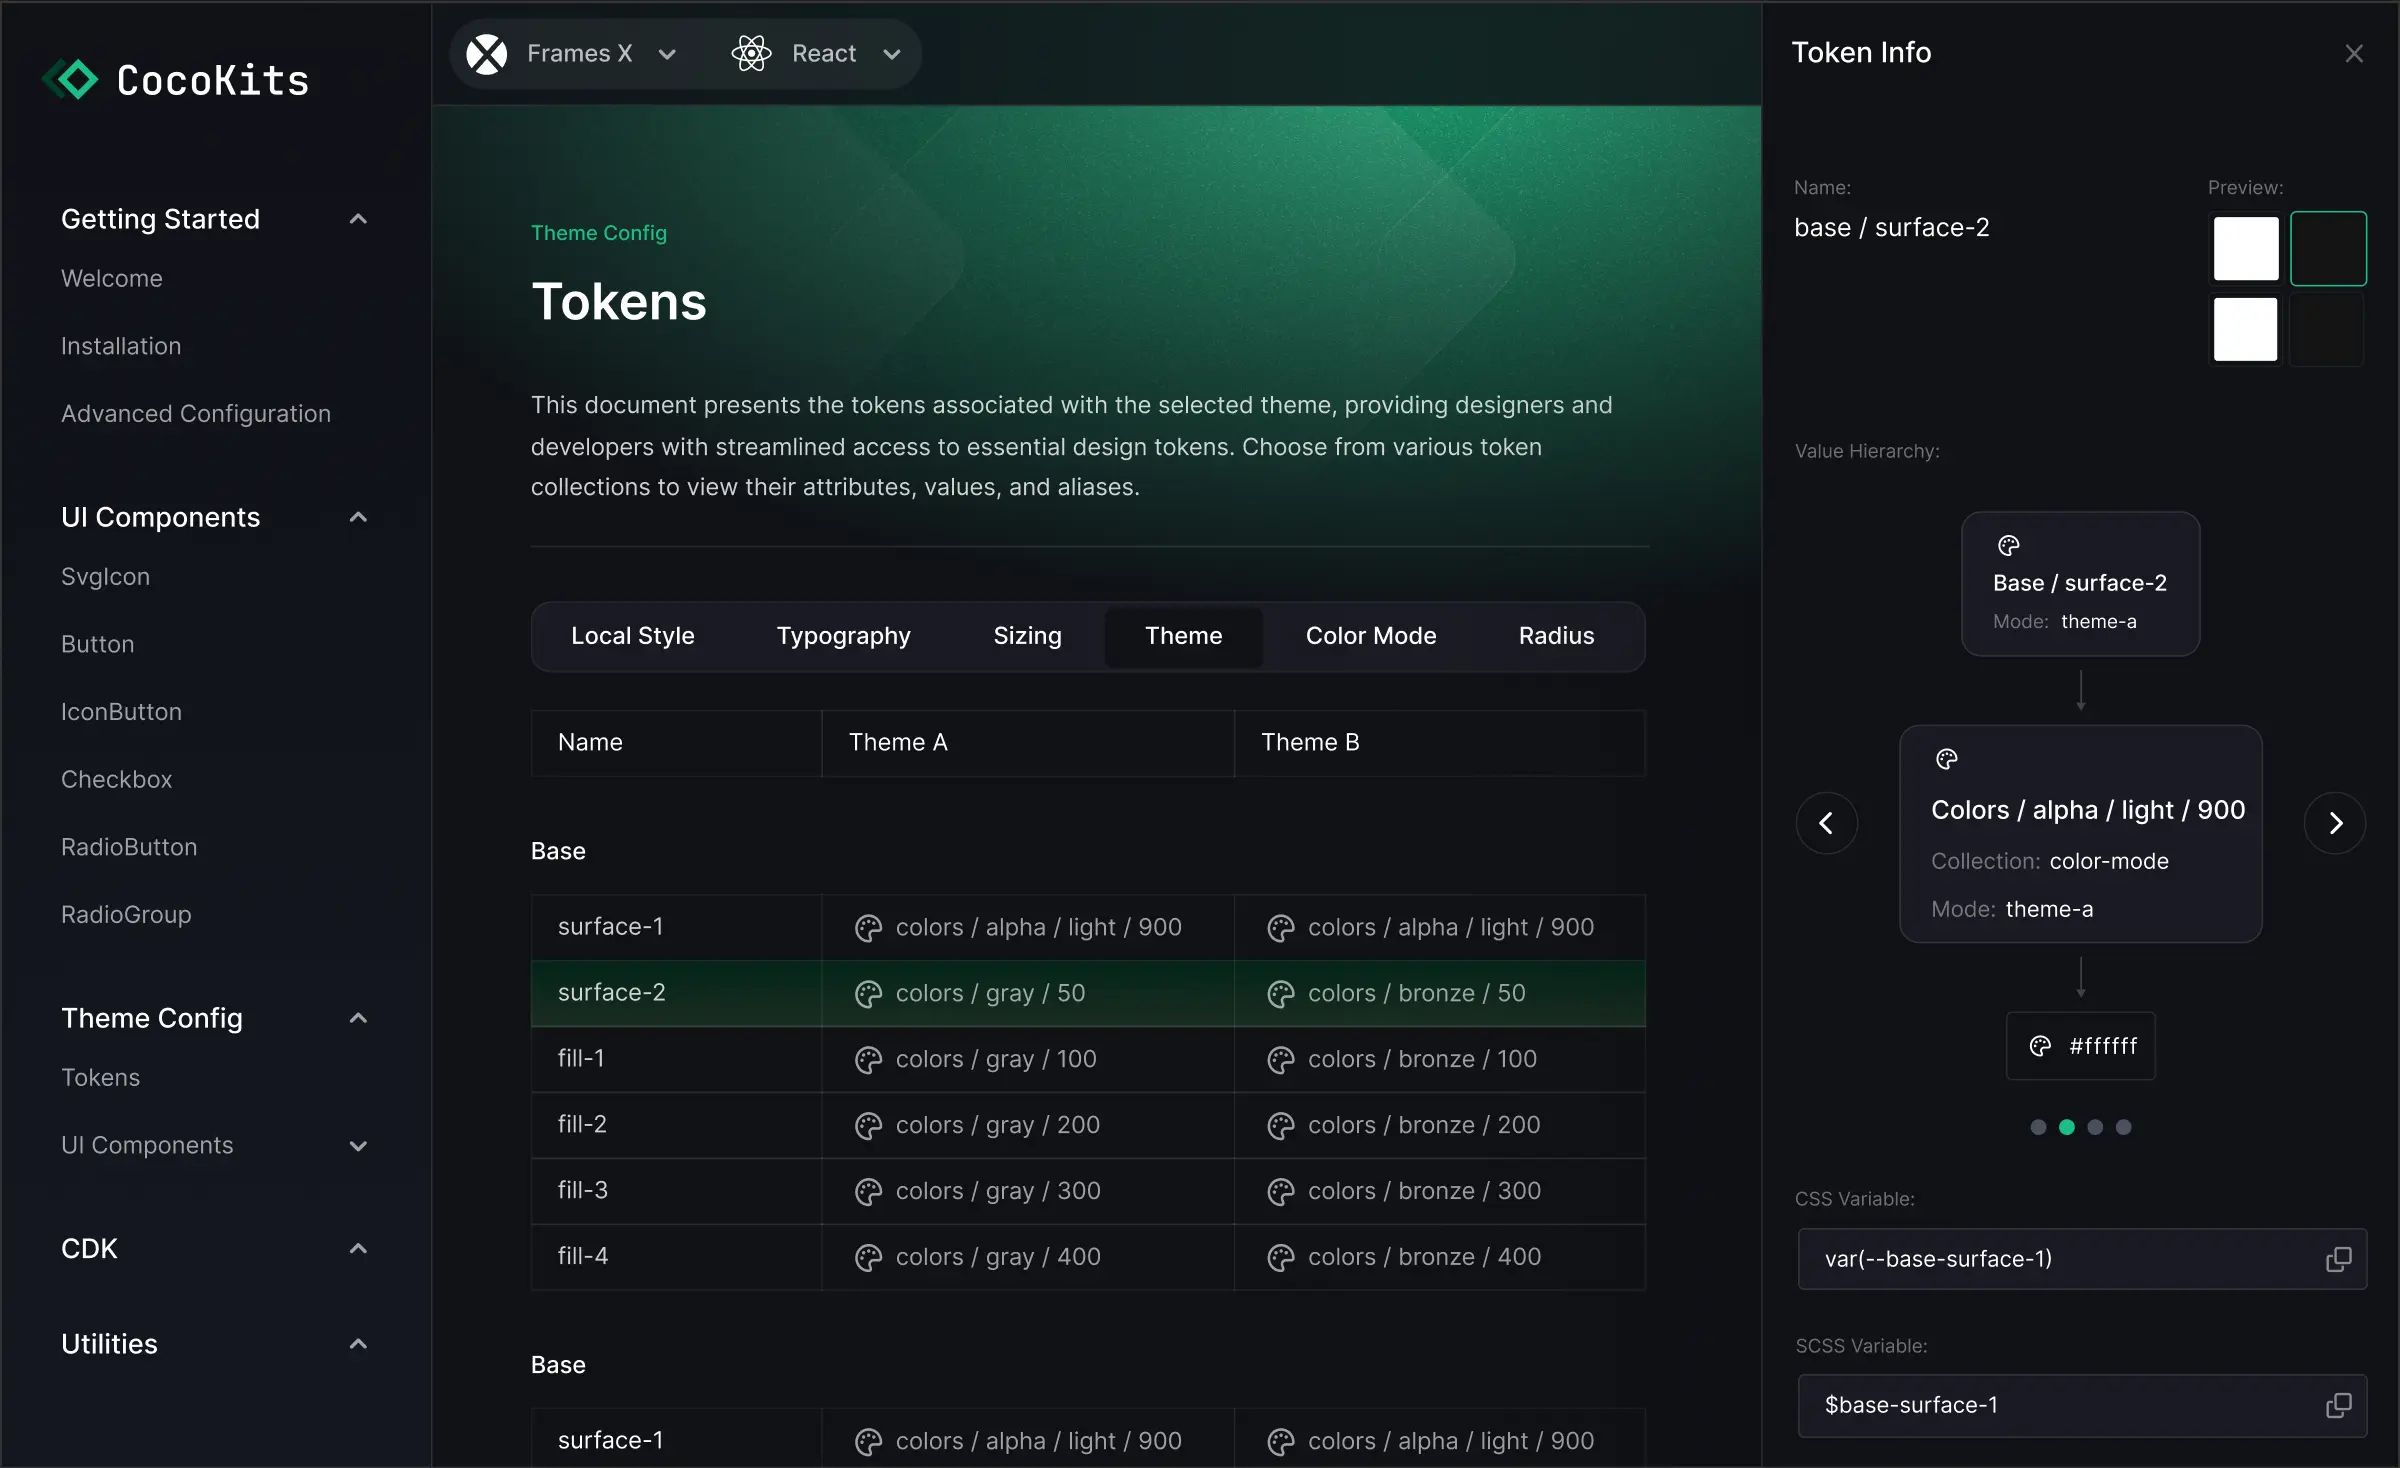 CocoKits
Getting Started
Welcome
Installation
Advanced Configuration
UI Components
SvgIcon
Button
IconButton
Checkbox
RadioButton
RadioGroup
Theme Config
Tokens
UI Components
CDK
Utilities
Frames X
React
Theme Config
Tokens
This document presents the tokens associated with the selected theme, providing designers and
developers with streamlined access to essential design tokens. Choose from various token
collections to view their attributes, values, and aliases.
Local Style Typography Sizing Theme Color Mode Radius
Name Theme A Theme B
Base
surface-1 colors / alpha / light / 900 colors / alpha / light / 900
surface-2 colors / gray / 50 colors / bronze / 50
fill-1 colors / gray / 100 colors / bronze / 100
fill-2 colors / gray / 200 colors / bronze / 200
fill-3 colors / gray / 300 colors / bronze / 300
fill-4 colors / gray / 400 colors / bronze / 400
Base
surface-1 colors / alpha / light / 900 colors / alpha / light / 900
Token Info
Name:
base / surface-2
Preview:
Value Hierarchy:
Base / surface-2
Mode: theme-a
Colors / alpha / light / 900
Collection: color-mode
Mode: theme-a
#ffffff
CSS Variable:
var(--base-surface-1)
SCSS Variable:
$base-surface-1